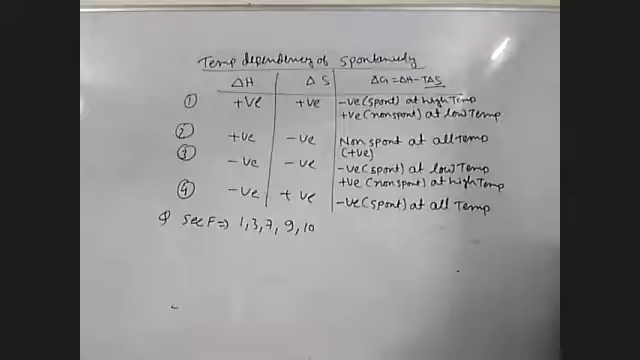 Temp dependency of Spontaneity
ΔH ΔS ΔG=ΔH-TΔS
① +ve +ve -ve(spont) at high Temp
+ve(nonspont) at low Temp
② +ve -ve Non spont at all Temp
(+ve)
③ -ve -ve -ve(spont) at low Temp
+ve(nonspont) at high Temp
④ -ve +ve -ve(spont) at all Temp
Q Sec F=> 1,3,7,9,10